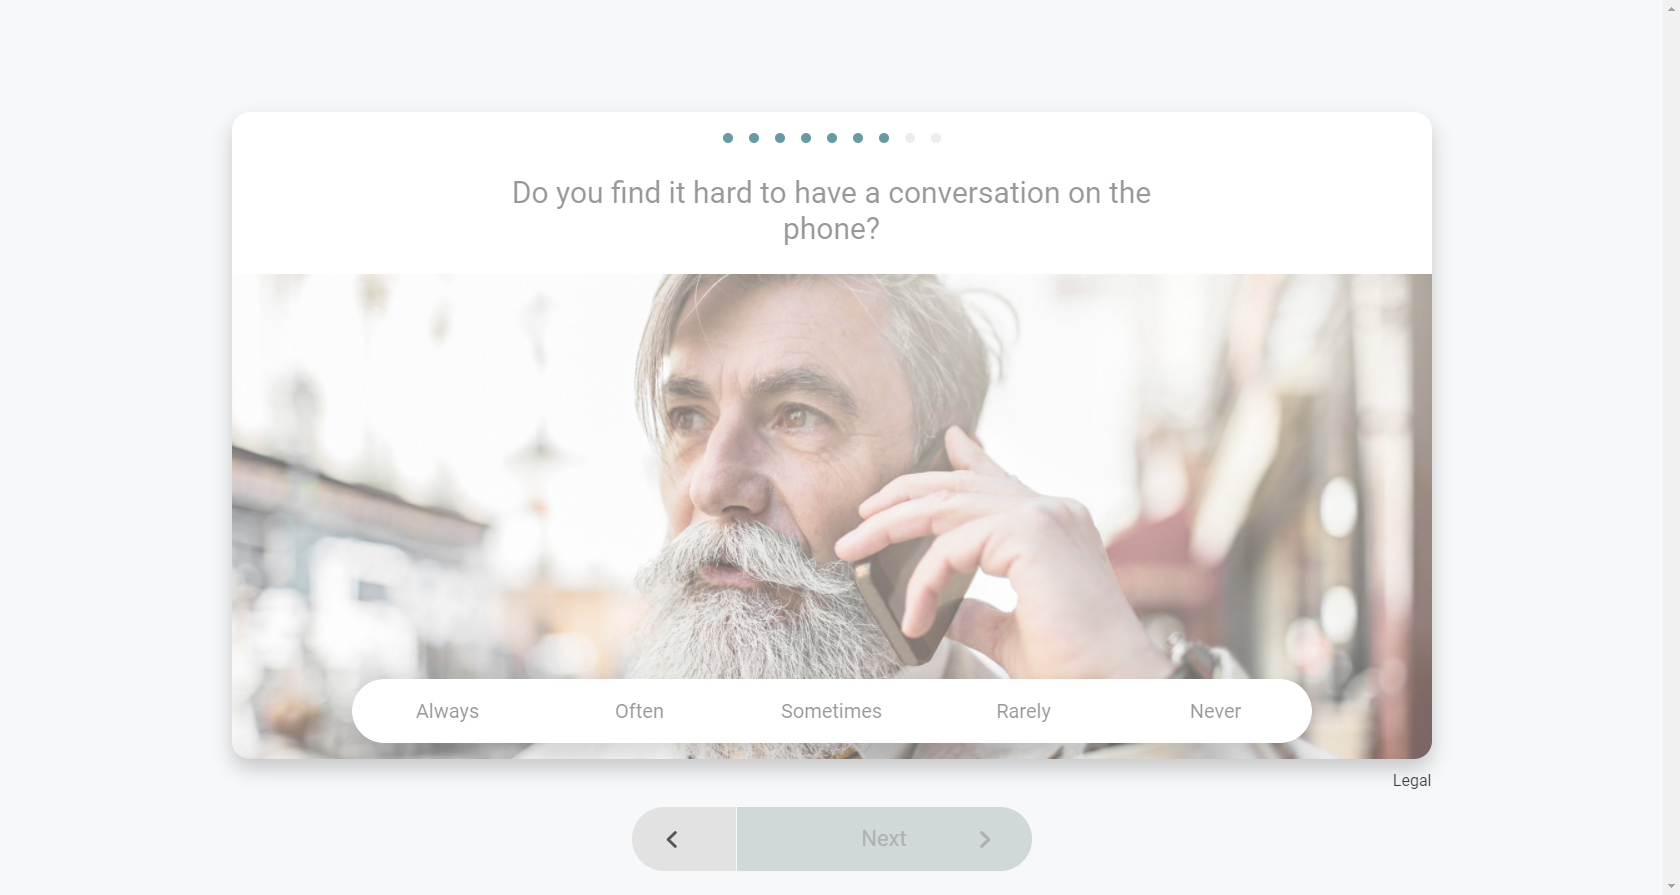 Do you find it hard to have a conversation on the
phone?
Always Often Sometimes Rarely Never
Legal
Next